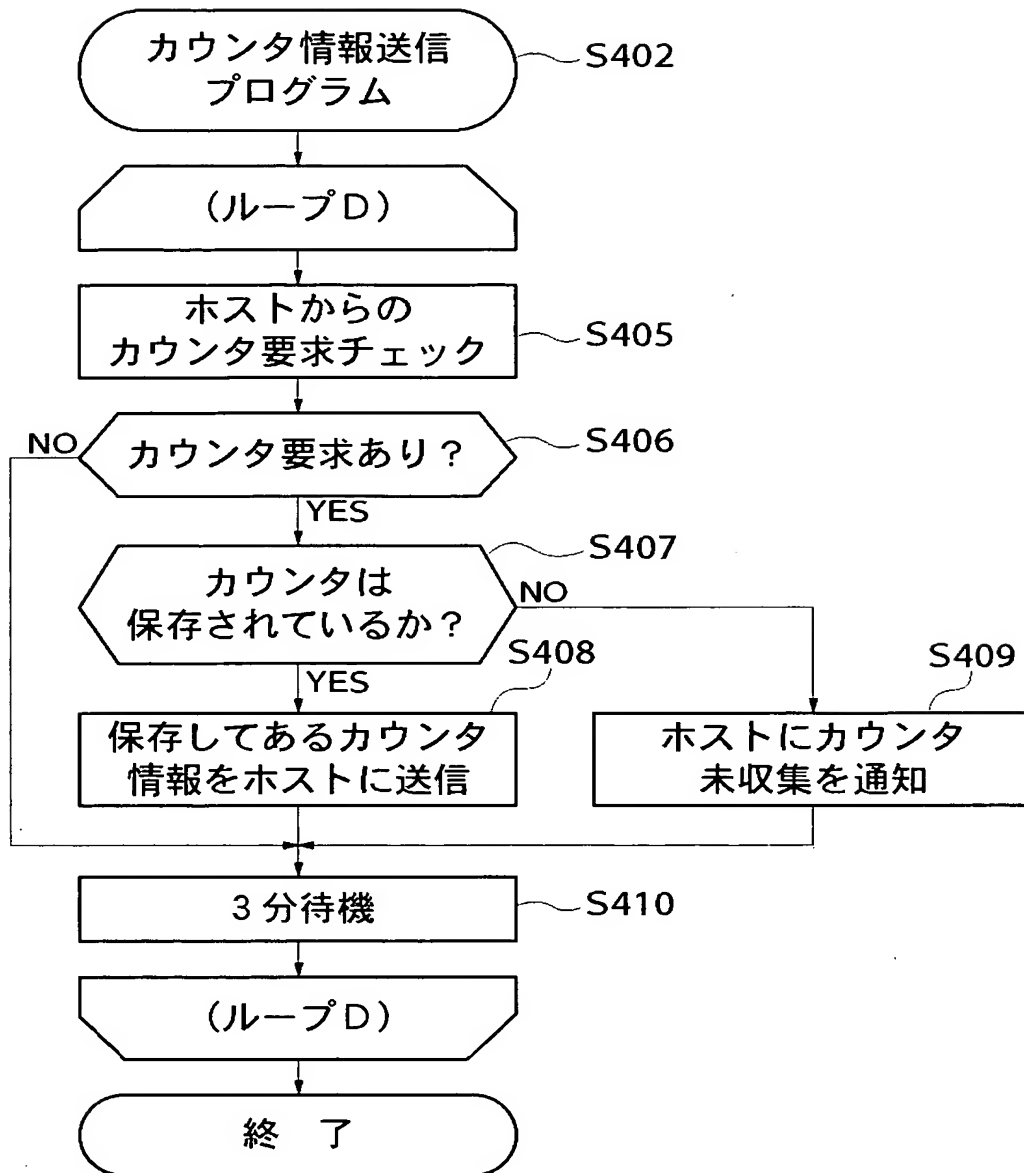 カウンタ情報送信
プログラム
S402
(ループD)
ホストからの
カウンタ要求チェック
S405
NO
カウンタ要求あり?
S406
YES
S407
カウンタは
保存されているか?
NO
YES
S408
S409
保存してあるカウンタ
情報をホストに送信
ホストにカウンタ
未収集を通知
3分待機
S410
(ループD)
終 了